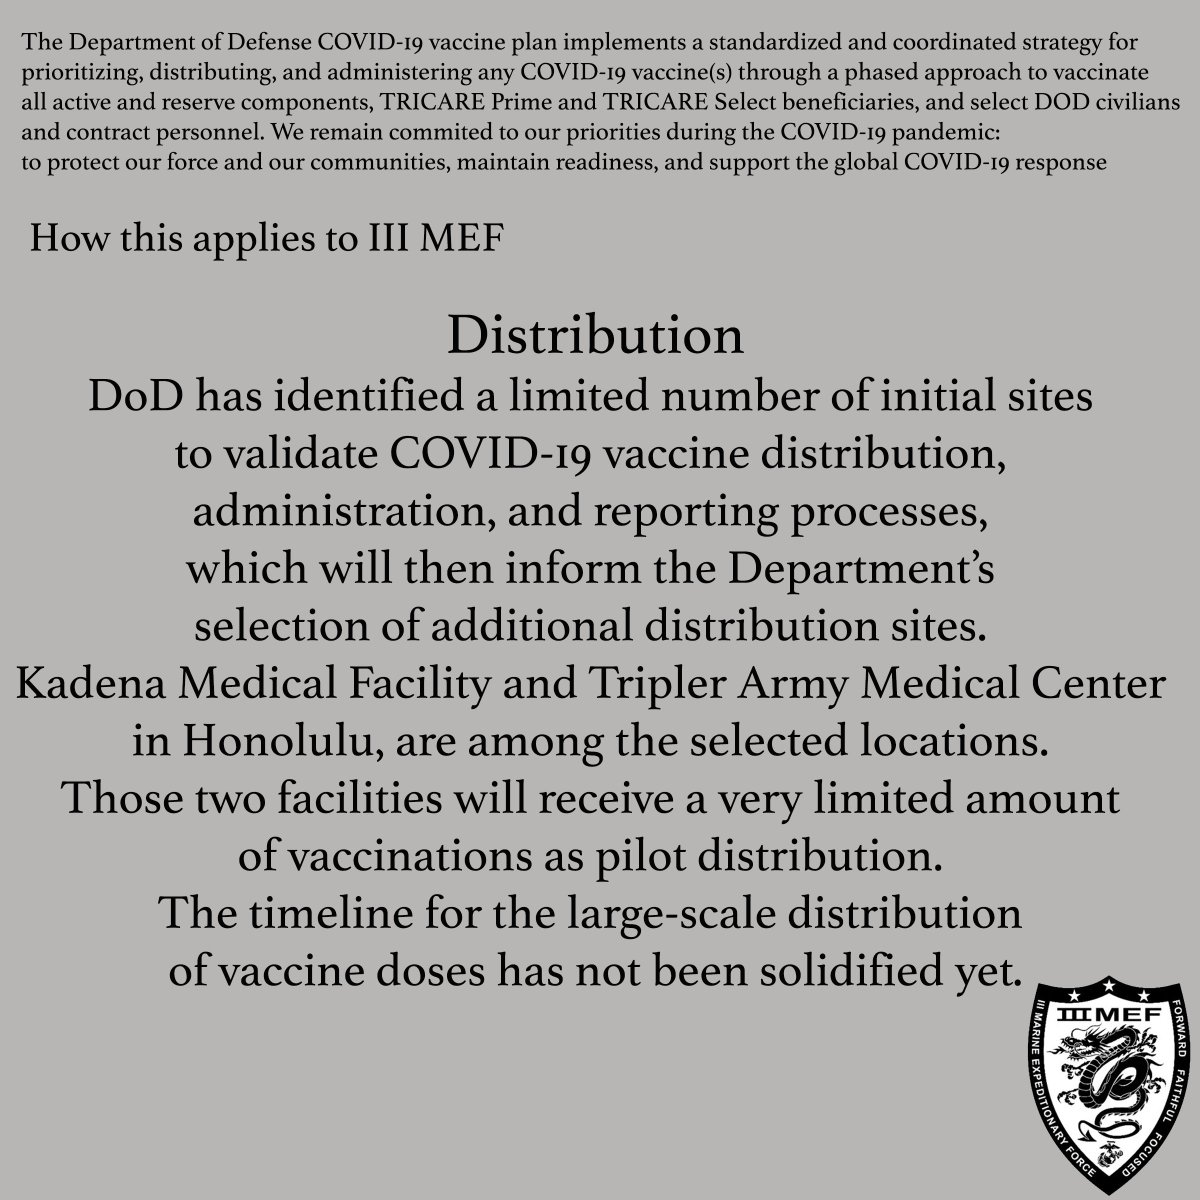 The Department of Defense COVID-19 vaccine plan implements a standardized and coordinated strategy for
prioritizing, distributing, and administering any COVID-19 vaccine(s) through a phased approach to vaccinate
all active and reserve components, TRICARE Prime and TRICARE Select beneficiaries, and select DOD civilians
and contract personnel. We remain commited to our priorities during the COVID-19 pandemic:
to protect our force and our communities, maintain readiness, and support the global COVID-19 response
How this applies to III MEF
Distribution
DoD has identified a limited number of initial sites
to validate COVID-19 vaccine distribution,
administration, and reporting processes,
which will then inform the Department’s
selection of additional distribution sites.
Kadena Medical Facility and Tripler Army Medical Center
in Honolulu, are among the selected locations.
Those two facilities will receive a very limited amount
of vaccinations as pilot distribution.
The timeline for the large-scale distribution
of vaccine doses has not been solidified yet.
III MEF
III MARINE EXPEDITIONARY FORCE
FORWARD FAITHFUL FOCUSED